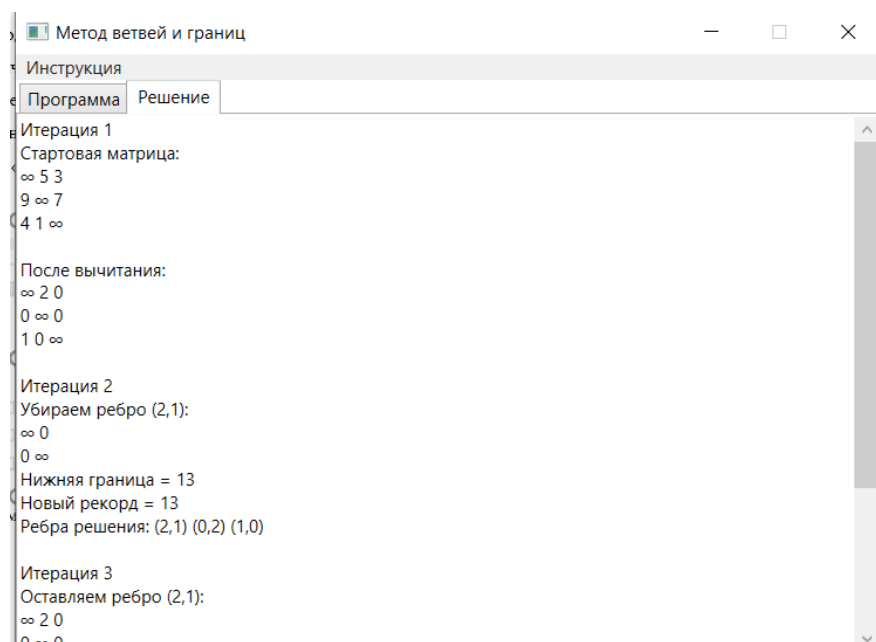 Метод ветвей и границ
Инструкция
Программа Решение
Итерация 1
Стартовая матрица:
∞ 5 3
9 ∞ 7
4 1 ∞
После вычитания:
∞ 2 0
0 ∞ 0
1 0 ∞
Итерация 2
Убираем ребро (2,1):
∞ 0
0 ∞
Нижняя граница = 13
Новый рекорд = 13
Ребра решения: (2,1) (0,2) (1,0)
Итерация 3
Оставляем ребро (2,1):
∞ 2 0
0 ∞ 0